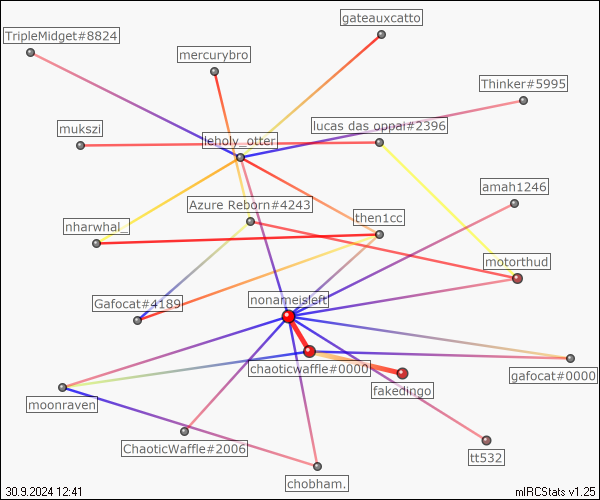 gateauxcatto
TripleMidget#8824
mercurybro
Thinker#5995
mukszi
lucas das oppai#2396
leholy_otter
amah1246
Azure Reborn#4243
then1cc
nharwhal_
motorthud
nonameisleft
Gafocat#4189
chaoticwaffle#0000
gafocat#0000
fakedingo
moonraven
ChaoticWaffle#2006
tt532
chobham.
30.9.2024 12:41
mIRCStats v1.25